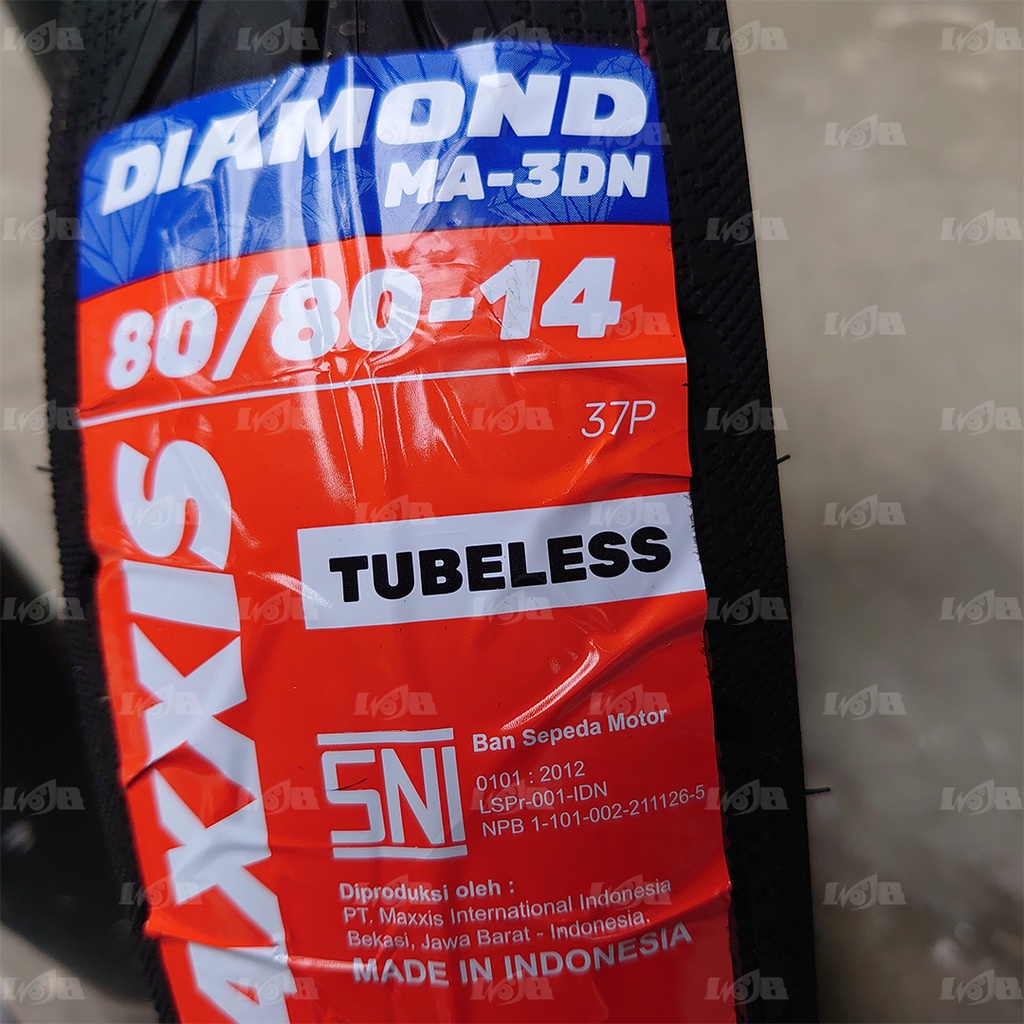 DIAMOND
MA-3DN
80/80-14
37P
AXXIS
TUBELESS
SNI
Ban Sepeda Motor
0101 : 2012
LSPr-001-IDN
NPB 1-101-002-211126-5
Diproduksi oleh :
PT. Maxxis International Indonesia
Bekasi, Jawa Barat - Indonesia.
MADE IN INDONESIA